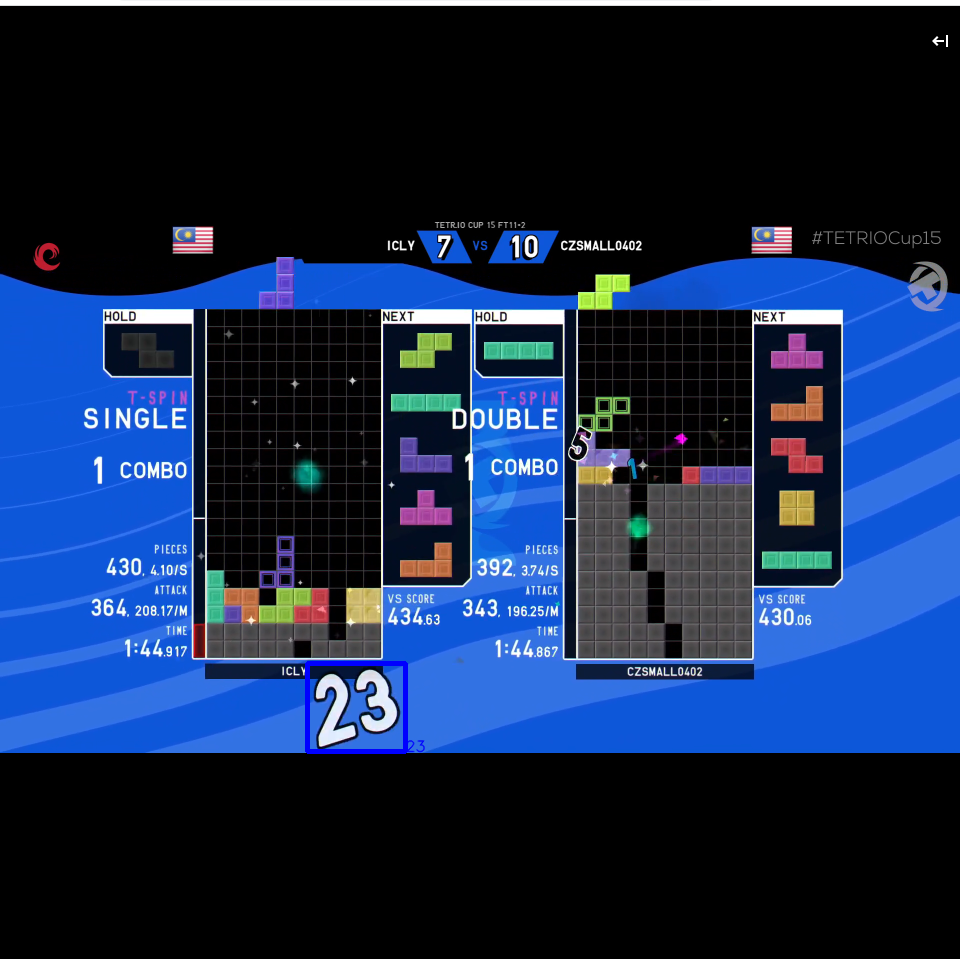 TETR.IO CUP 15 FT11-2
ICLY 7 VS 10 CZSMALL0402
#TETRIOCup15
HOLD
NEXT
T-SPIN
SINGLE
1 COMBO
PIECES
430, 4.10/S
ATTACK
364, 208.17/M
TIME
1:44.917
VS SCORE
434.63
ICLY
23
23
HOLD
NEXT
T-SPIN
DOUBLE
5
1
1 COMBO
PIECES
392, 3.74/S
ATTACK
343, 196.25/M
TIME
1:44.867
VS SCORE
430.06
CZSMALL0402